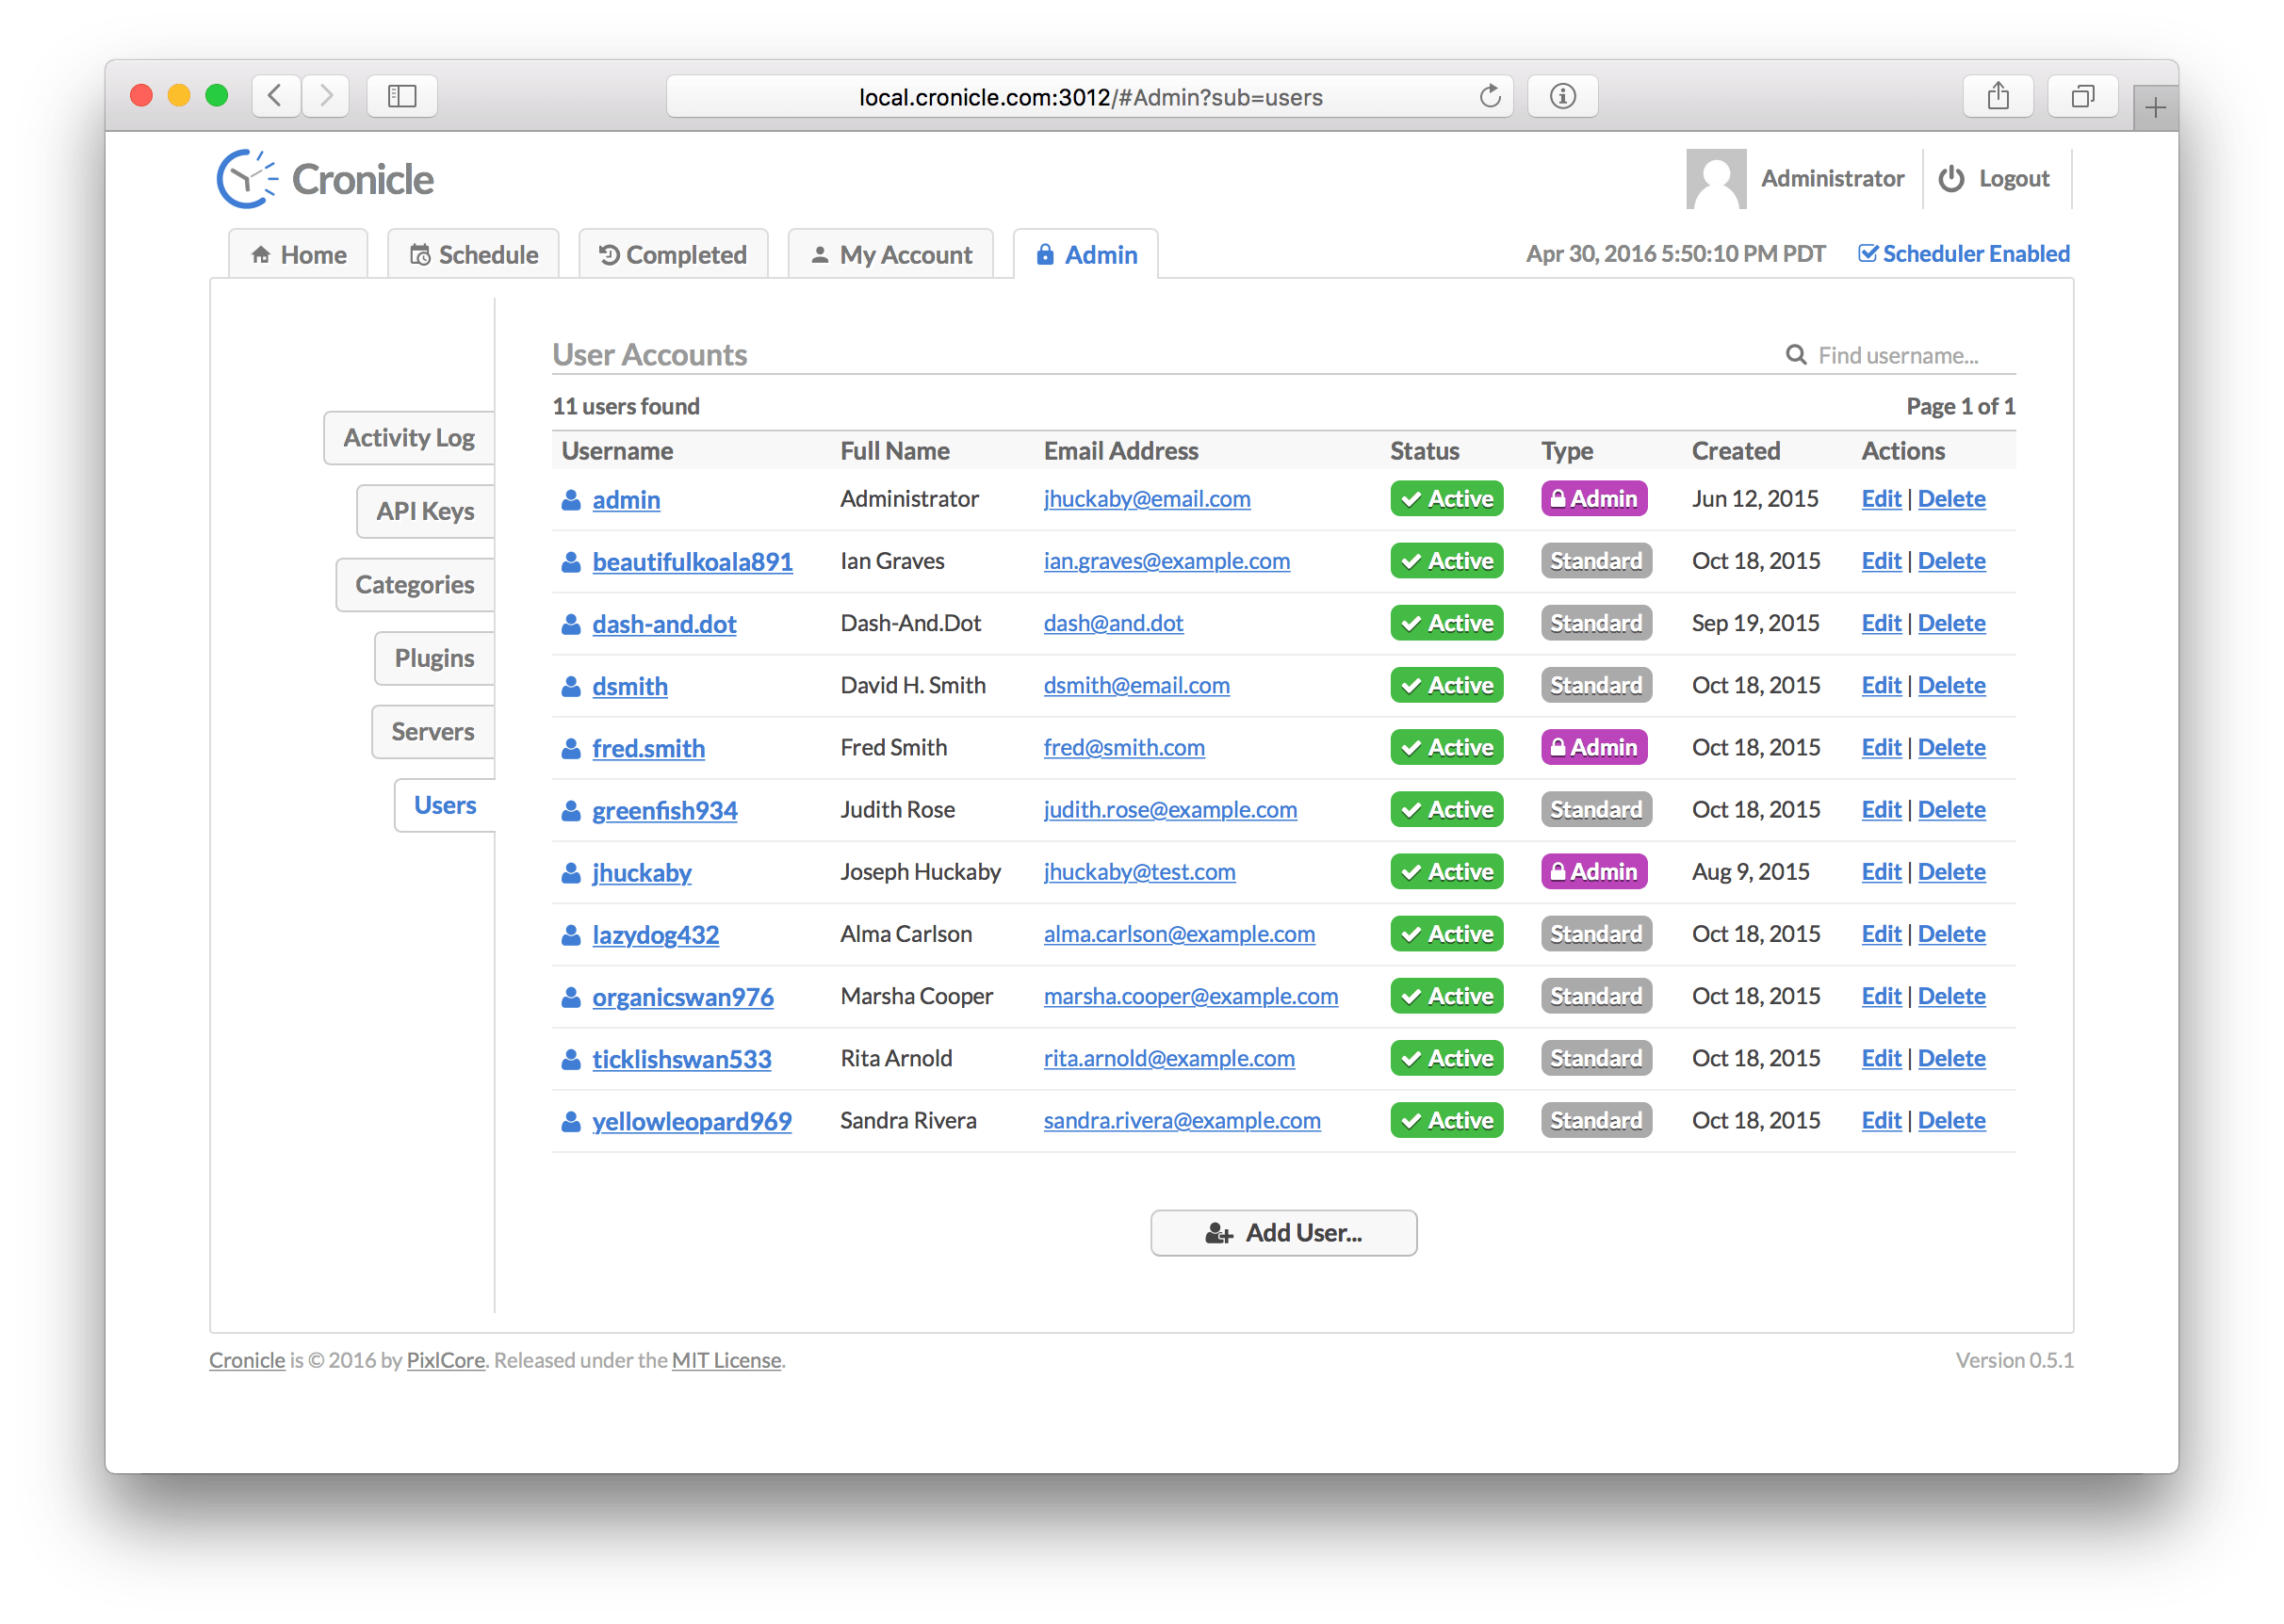 local.cronicle.com:3012/#Admin?sub=users
Cronicle
Administrator
Logout
Home
Schedule
Completed
My Account
Admin
Apr 30, 2016 5:50:10 PM PDT
Scheduler Enabled
User Accounts
Find username...
11 users found
Page 1 of 1
Activity Log
API Keys
Categories
Plugins
Servers
Users
Username Full Name Email Address Status Type Created Actions
admin Administrator jhuckaby@email.com Active Admin Jun 12, 2015 Edit | Delete
beautifulkoala891 Ian Graves ian.graves@example.com Active Standard Oct 18, 2015 Edit | Delete
dash-and.dot Dash-And.Dot dash@and.dot Active Standard Sep 19, 2015 Edit | Delete
dsmith David H. Smith dsmith@email.com Active Standard Oct 18, 2015 Edit | Delete
fred.smith Fred Smith fred@smith.com Active Admin Oct 18, 2015 Edit | Delete
greenfish934 Judith Rose judith.rose@example.com Active Standard Oct 18, 2015 Edit | Delete
jhuckaby Joseph Huckaby jhuckaby@test.com Active Admin Aug 9, 2015 Edit | Delete
lazydog432 Alma Carlson alma.carlson@example.com Active Standard Oct 18, 2015 Edit | Delete
organicswan976 Marsha Cooper marsha.cooper@example.com Active Standard Oct 18, 2015 Edit | Delete
ticklishswan533 Rita Arnold rita.arnold@example.com Active Standard Oct 18, 2015 Edit | Delete
yellowleopard969 Sandra Rivera sandra.rivera@example.com Active Standard Oct 18, 2015 Edit | Delete
Add User...
Cronicle is © 2016 by PixlCore. Released under the MIT License.
Version 0.5.1